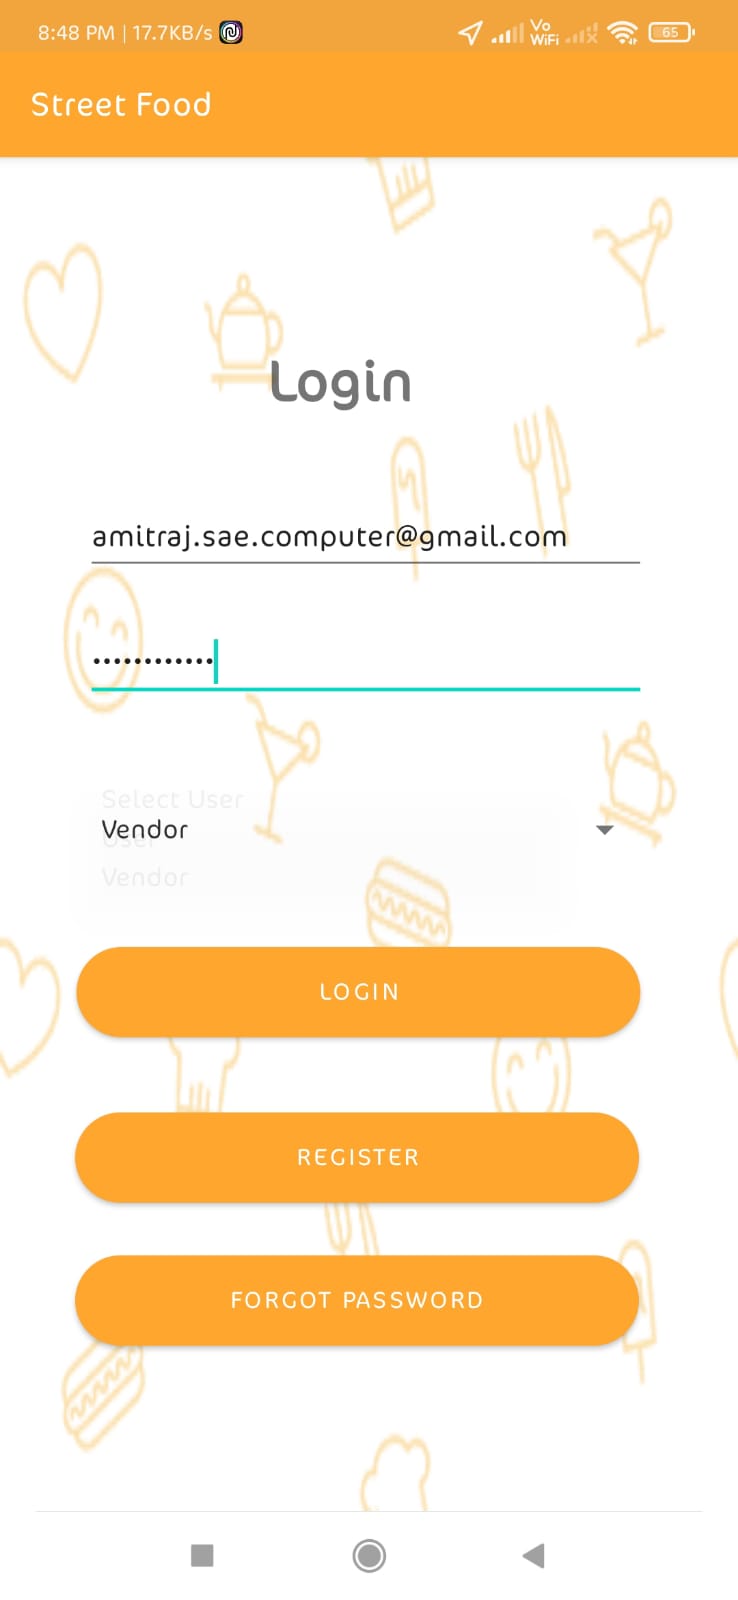 8:48 PM | 17.7KB/s
Vo
WiFi
65
Street Food
Login
amitraj.sae.computer@gmail.com
••••••••••••
Select User
Vendor
User
Vendor
LOGIN
REGISTER
FORGOT PASSWORD